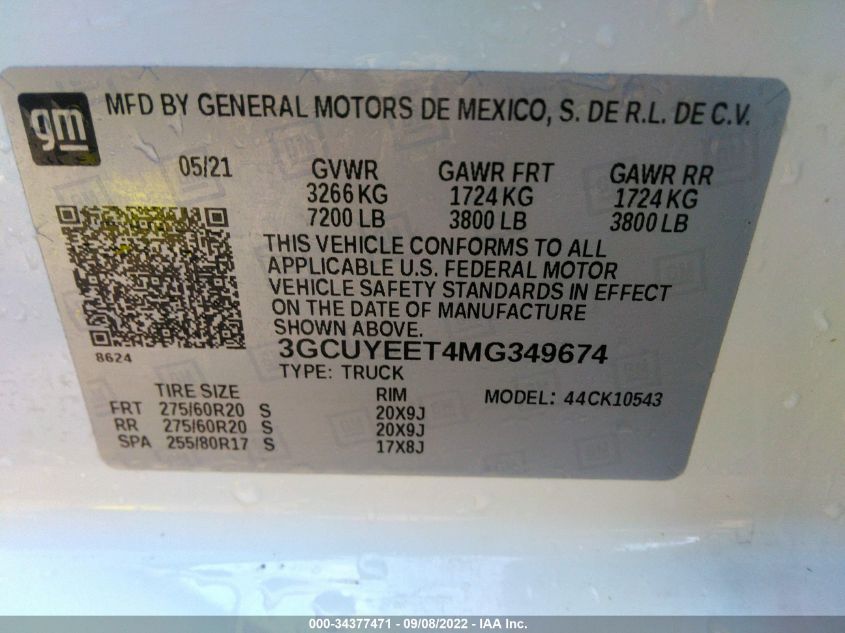 gm
MFD BY GENERAL MOTORS DE MEXICO, S. DE R.L. DE C.V.
05/21 GVWR GAWR FRT GAWR RR
3266 KG 1724 KG 1724 KG
7200 LB 3800 LB 3800 LB
THIS VEHICLE CONFORMS TO ALL
APPLICABLE U.S. FEDERAL MOTOR
VEHICLE SAFETY STANDARDS IN EFFECT
ON THE DATE OF MANUFACTURE
SHOWN ABOVE.
8624
3GCUYEET4MG349674
TYPE: TRUCK
TIRE SIZE RIM MODEL: 44CK10543
FRT 275/60R20 S 20X9J
RR 275/60R20 S 20X9J
SPA 255/80R17 S 17X8J
000-34377471 - 09/08/2022 - IAA Inc.